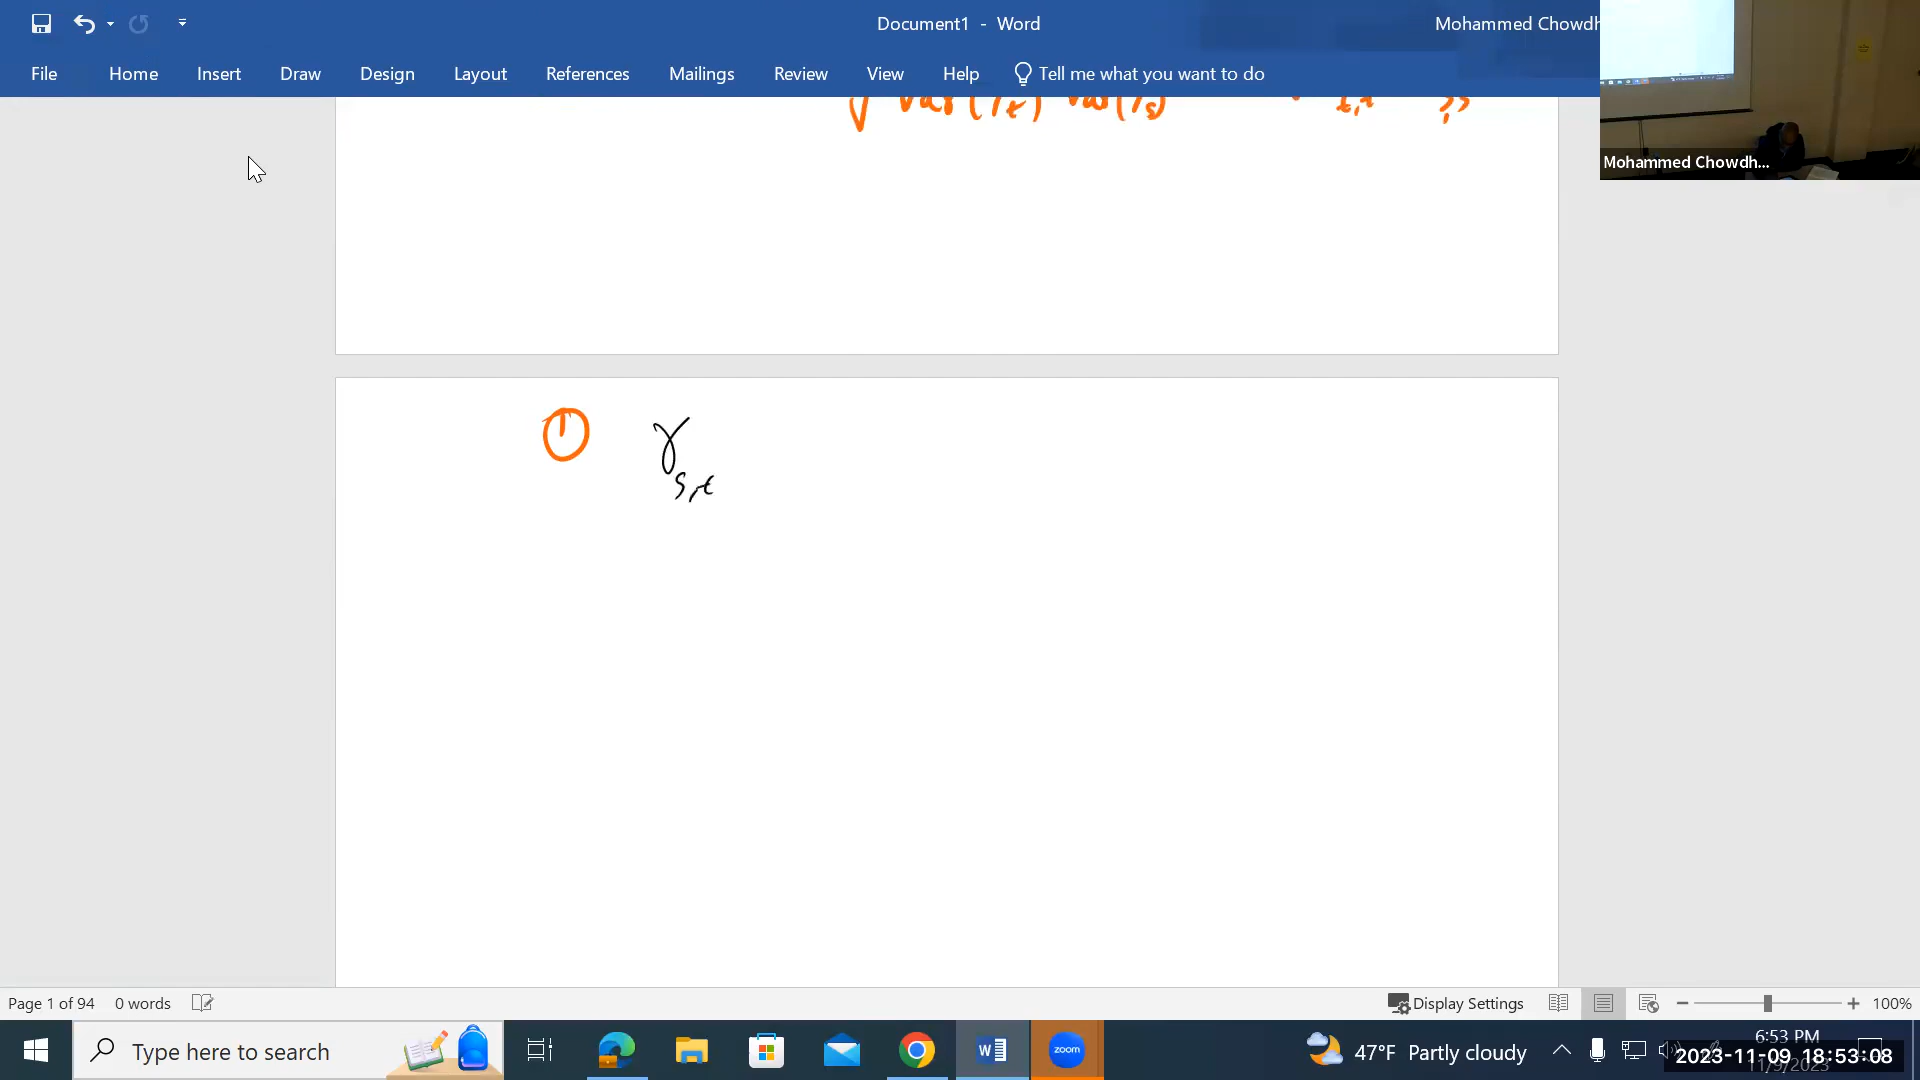 Document1 - Word
Mohammed Chowdh
File Home Insert Draw Design Layout References Mailings Review View Help Tell me what you want to do
Mohammed Chowdh...
① γ
s,t
Page 1 of 94 0 words
Display Settings
100%
Type here to search
zoom
47°F Partly cloudy
6:53 PM
2023-11-09 18:53:08